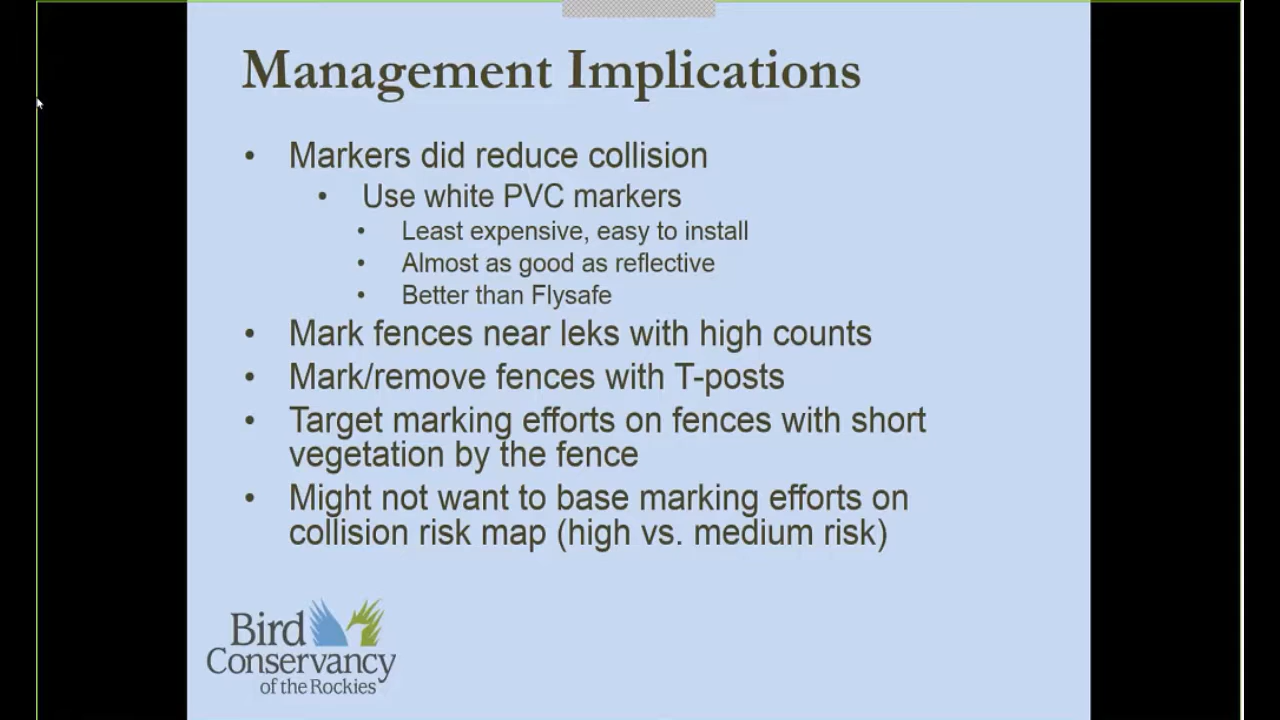 Management Implications
• Markers did reduce collision
• Use white PVC markers
• Least expensive, easy to install
• Almost as good as reflective
• Better than Flysafe
• Mark fences near leks with high counts
• Mark/remove fences with T-posts
• Target marking efforts on fences with short
vegetation by the fence
• Might not want to base marking efforts on
collision risk map (high vs. medium risk)
Bird
Conservancy
of the Rockies